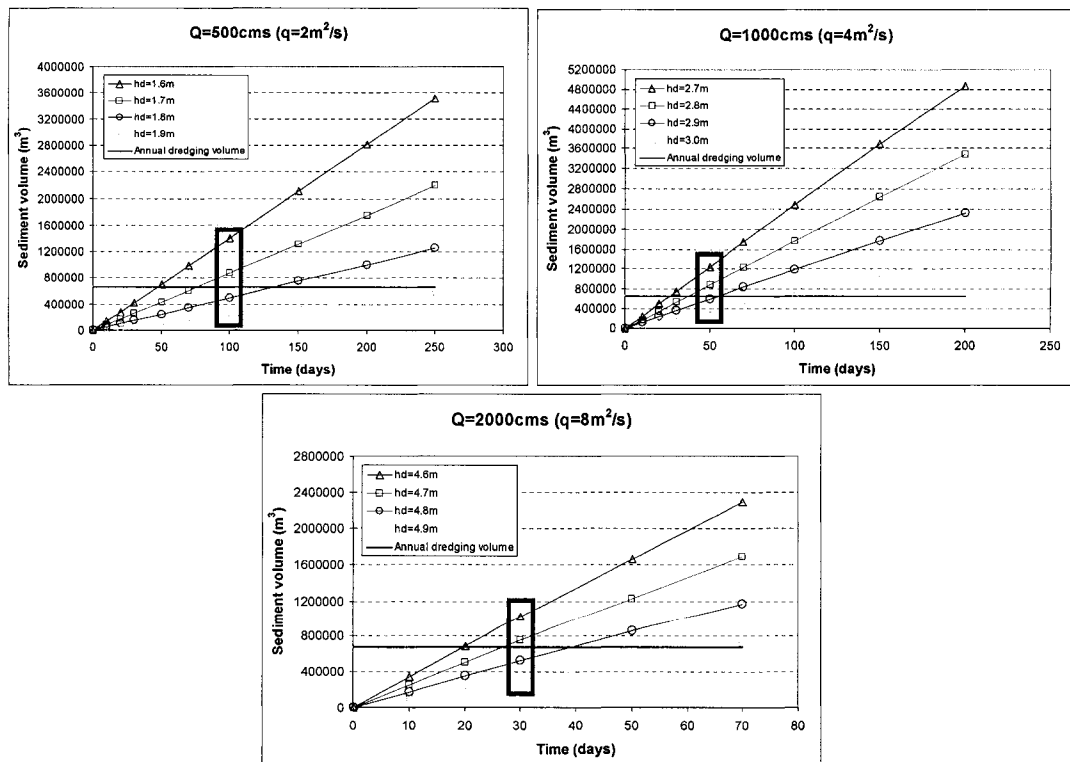 Q=500cms (q=2m²/s)
Sediment volume (m³)
4000000
3600000
3200000
2800000
2400000
2000000
1600000
1200000
800000
400000
0
hd=1.6m
hd=1.7m
hd=1.8m
hd=1.9m
Annual dredging volume
0 50 100 150 200 250 300
Time (days)
Q=1000cms (q=4m²/s)
Sediment volume (m³)
5200000
4800000
4400000
4000000
3600000
3200000
2800000
2400000
2000000
1600000
1200000
800000
400000
0
hd=2.7m
hd=2.8m
hd=2.9m
hd=3.0m
Annual dredging volume
0 50 100 150 200 250
Time (days)
Q=2000cms (q=8m²/s)
Sediment volume (m³)
2800000
2400000
2000000
1600000
1200000
800000
400000
0
hd=4.6m
hd=4.7m
hd=4.8m
hd=4.9m
Annual dredging volume
0 10 20 30 40 50 60 70 80
Time (days)